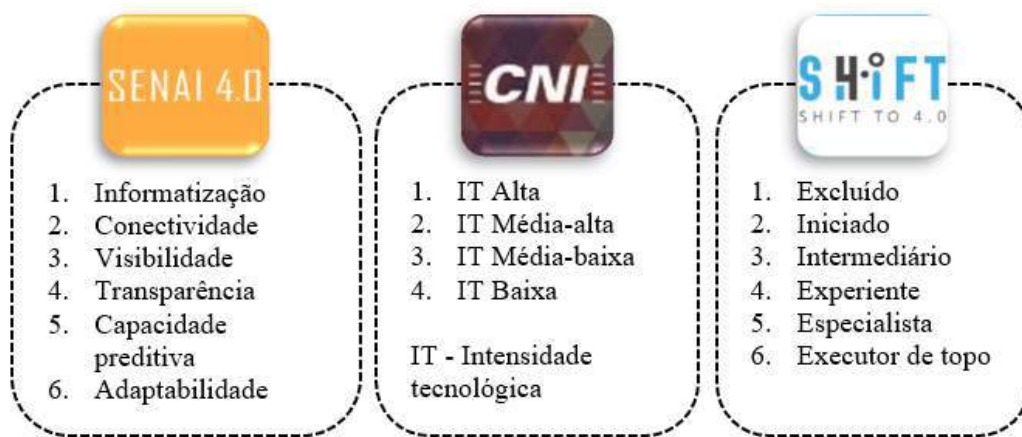 SENAI 4.0
1. Informatização
2. Conectividade
3. Visibilidade
4. Transparência
5. Capacidade
preditiva
6. Adaptabilidade
CNI
1. IT Alta
2. IT Média-alta
3. IT Média-baixa
4. IT Baixa
IT - Intensidade
tecnológica
SHiFT
SHIFT TO 4.0
1. Excluído
2. Iniciado
3. Intermediário
4. Experiente
5. Especialista
6. Executor de topo